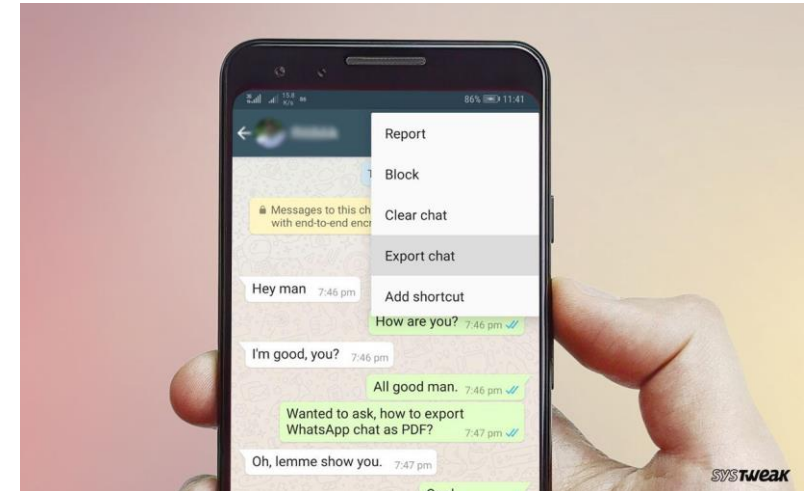 15.8
K/s
86%
11:41
Report
Block
Clear chat
Export chat
Add shortcut
Messages to this
with end-to-end
Hey man 7:46 pm
How are you? 7:46 pm
I'm good, you? 7:46 pm
All good man. 7:46 pm
Wanted to ask, how to export
WhatsApp chat as PDF? 7:47 pm
Oh, lemme show you. 7:47 pm
SYSTWEAK